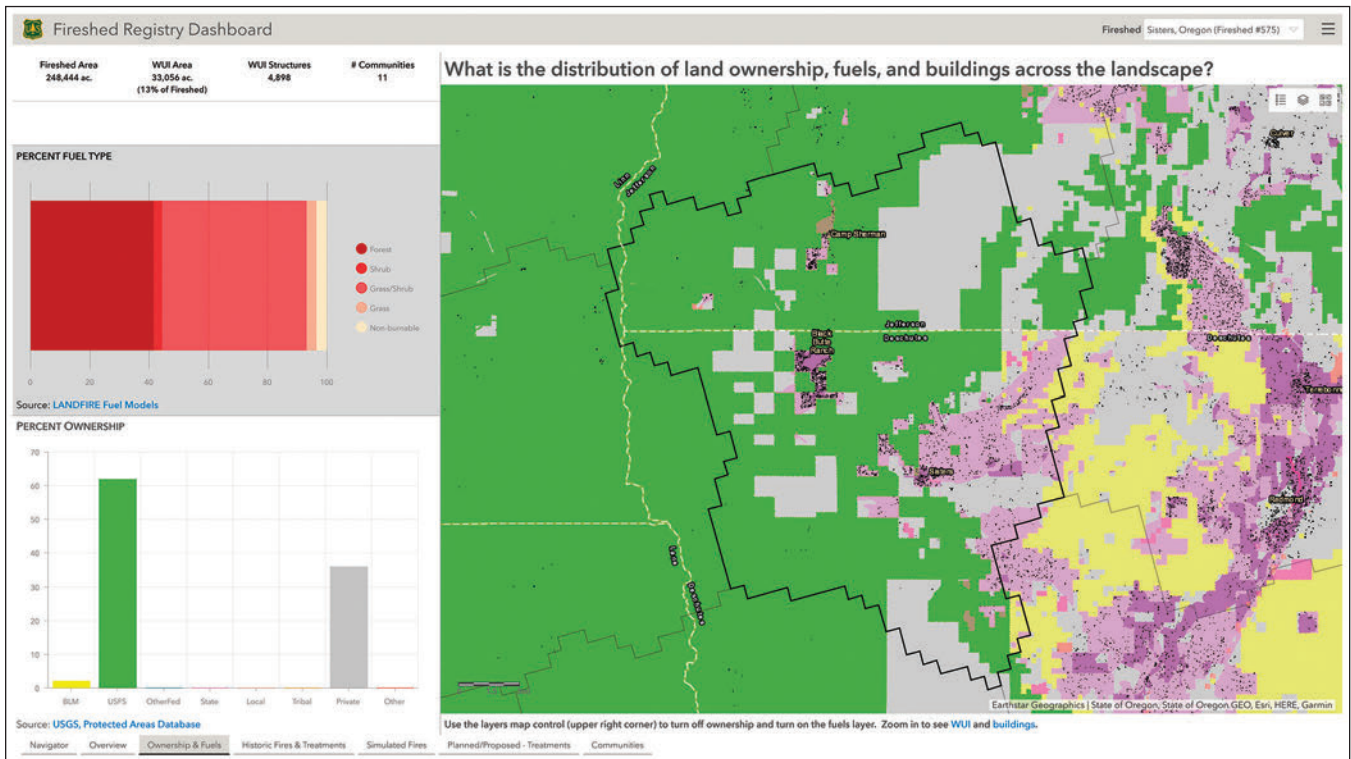 Fireshed Registry Dashboard
Fireshed Sisters, Oregon (Fireshed #575)
Fireshed Area
248,444 ac.
WUI Area
33,056 ac.
(13% of Fireshed)
WUI Structures
4,898
# Communities
11
What is the distribution of land ownership, fuels, and buildings across the landscape?
PERCENT FUEL TYPE
Forest
Shrub
Grass/Shrub
Grass
Non-burnable
0 20 40 60 80 100
Source: LANDFIRE Fuel Models
PERCENT OWNERSHIP
70
60
50
40
30
20
10
0
BLM USFS OtherFed State Local Tribal Private Other
Source: USGS, Protected Areas Database
Linn
Jefferson
Culver
Camp Sherman
Jefferson
Deschutes
Black
Butte
Ranch
Deschutes
Terrebonne
Sisters
Redmond
Lane
Deschutes
Earthstar Geographics | State of Oregon, State of Oregon GEO, Esri, HERE, Garmin
Use the layers map control (upper right corner) to turn off ownership and turn on the fuels layer. Zoom in to see WUI and buildings.
Navigator Overview Ownership & Fuels Historic Fires & Treatments Simulated Fires Planned/Proposed - Treatments Communities